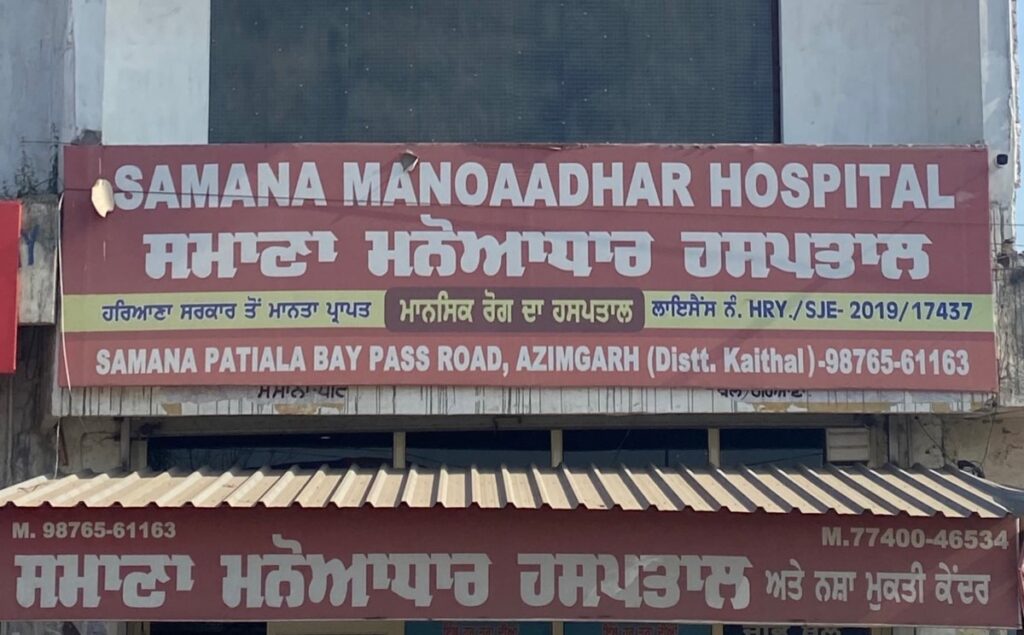 SAMANA MANOAADHAR HOSPITAL
ਸਮਾਣਾ ਮਨੋਆਧਾਰ ਹਸਪਤਾਲ
ਹਰਿਆਣਾ ਸਰਕਾਰ ਤੋਂ ਮਾਨਤਾ ਪ੍ਰਾਪਤ ਮਾਨਸਿਕ ਰੋਗ ਦਾ ਹਸਪਤਾਲ ਲਾਇਸੈਂਸ ਨੰ. HRY./SJE- 2019/17437
SAMANA PATIALA BAY PASS ROAD, AZIMGARH (Distt. Kaithal)-98765-61163
M. 98765-61163 M.77400-46534
ਸਮਾਣਾ ਮਨੋਆਧਾਰ ਹਸਪਤਾਲ ਅਤੇ ਨਸ਼ਾ ਮੁਕਤੀ ਕੇਂਦਰ